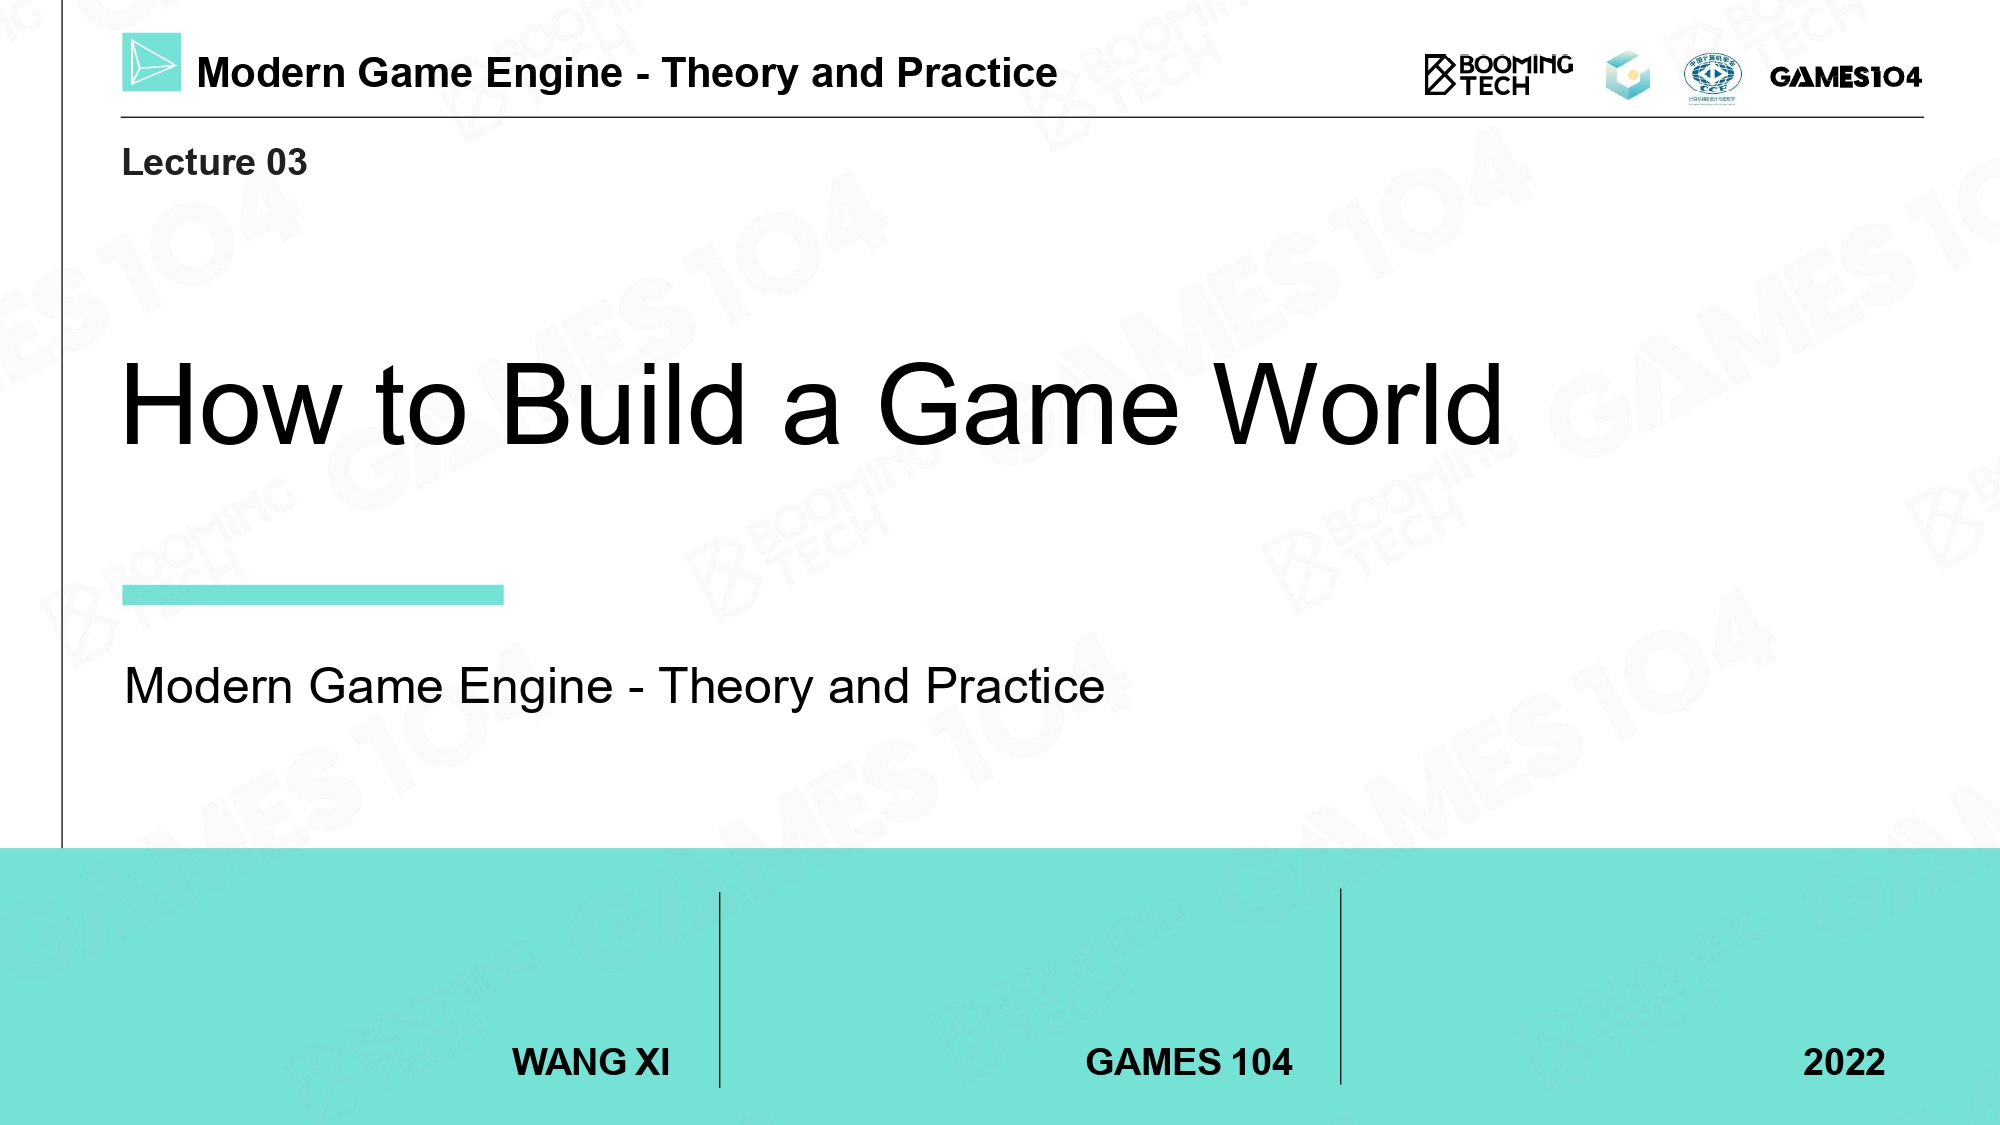 Modern Game Engine - Theory and Practice
BOOMING
TECH
GAMES104
Lecture 03
How to Build a Game World
Modern Game Engine - Theory and Practice
WANG XI
GAMES 104
2022